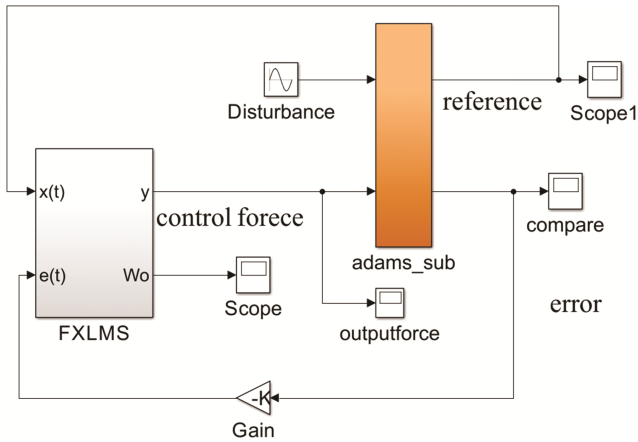 Disturbance
reference
Scope1
x(t)
y
control forece
compare
adams_sub
e(t)
Wo
Scope
error
FXLMS
outputforce
-K
Gain